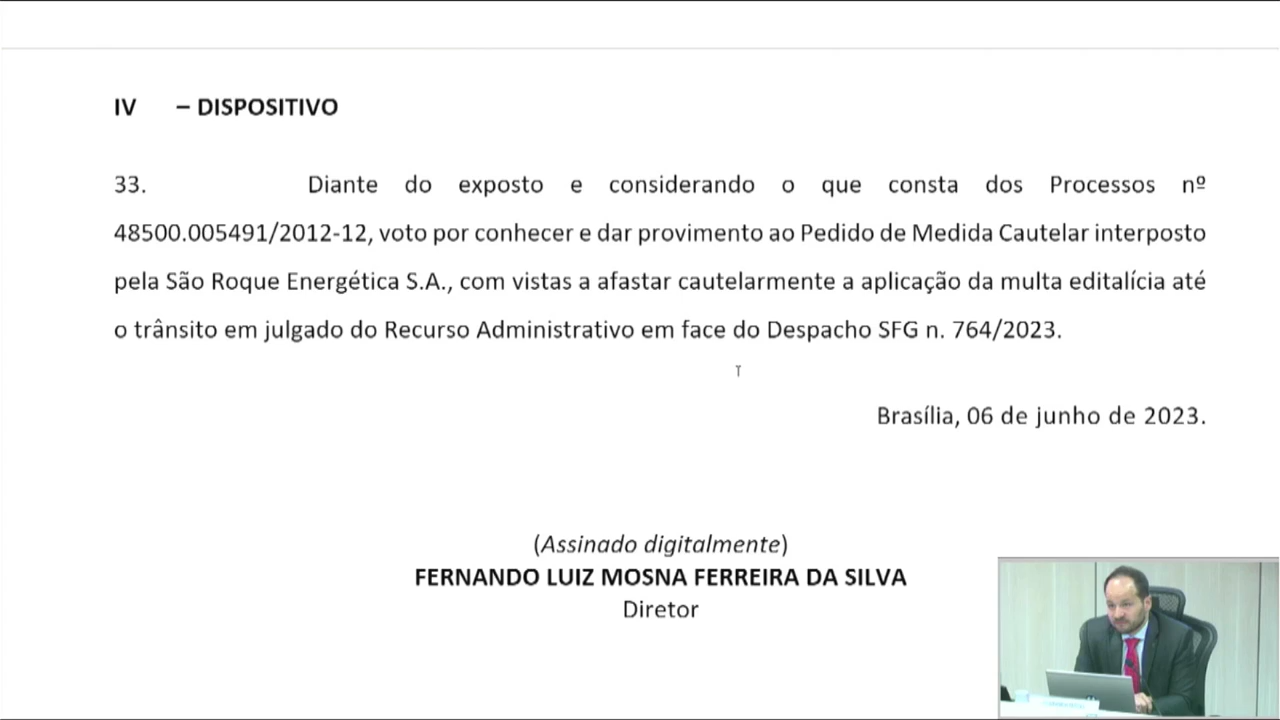 IV – DISPOSITIVO
33. Diante do exposto e considerando o que consta dos Processos nº
48500.005491/2012-12, voto por conhecer e dar provimento ao Pedido de Medida Cautelar interposto
pela São Roque Energética S.A., com vistas a afastar cautelarmente a aplicação da multa editalícia até
o trânsito em julgado do Recurso Administrativo em face do Despacho SFG n. 764/2023.
Brasília, 06 de junho de 2023.
(Assinado digitalmente)
FERNANDO LUIZ MOSNA FERREIRA DA SILVA
Diretor